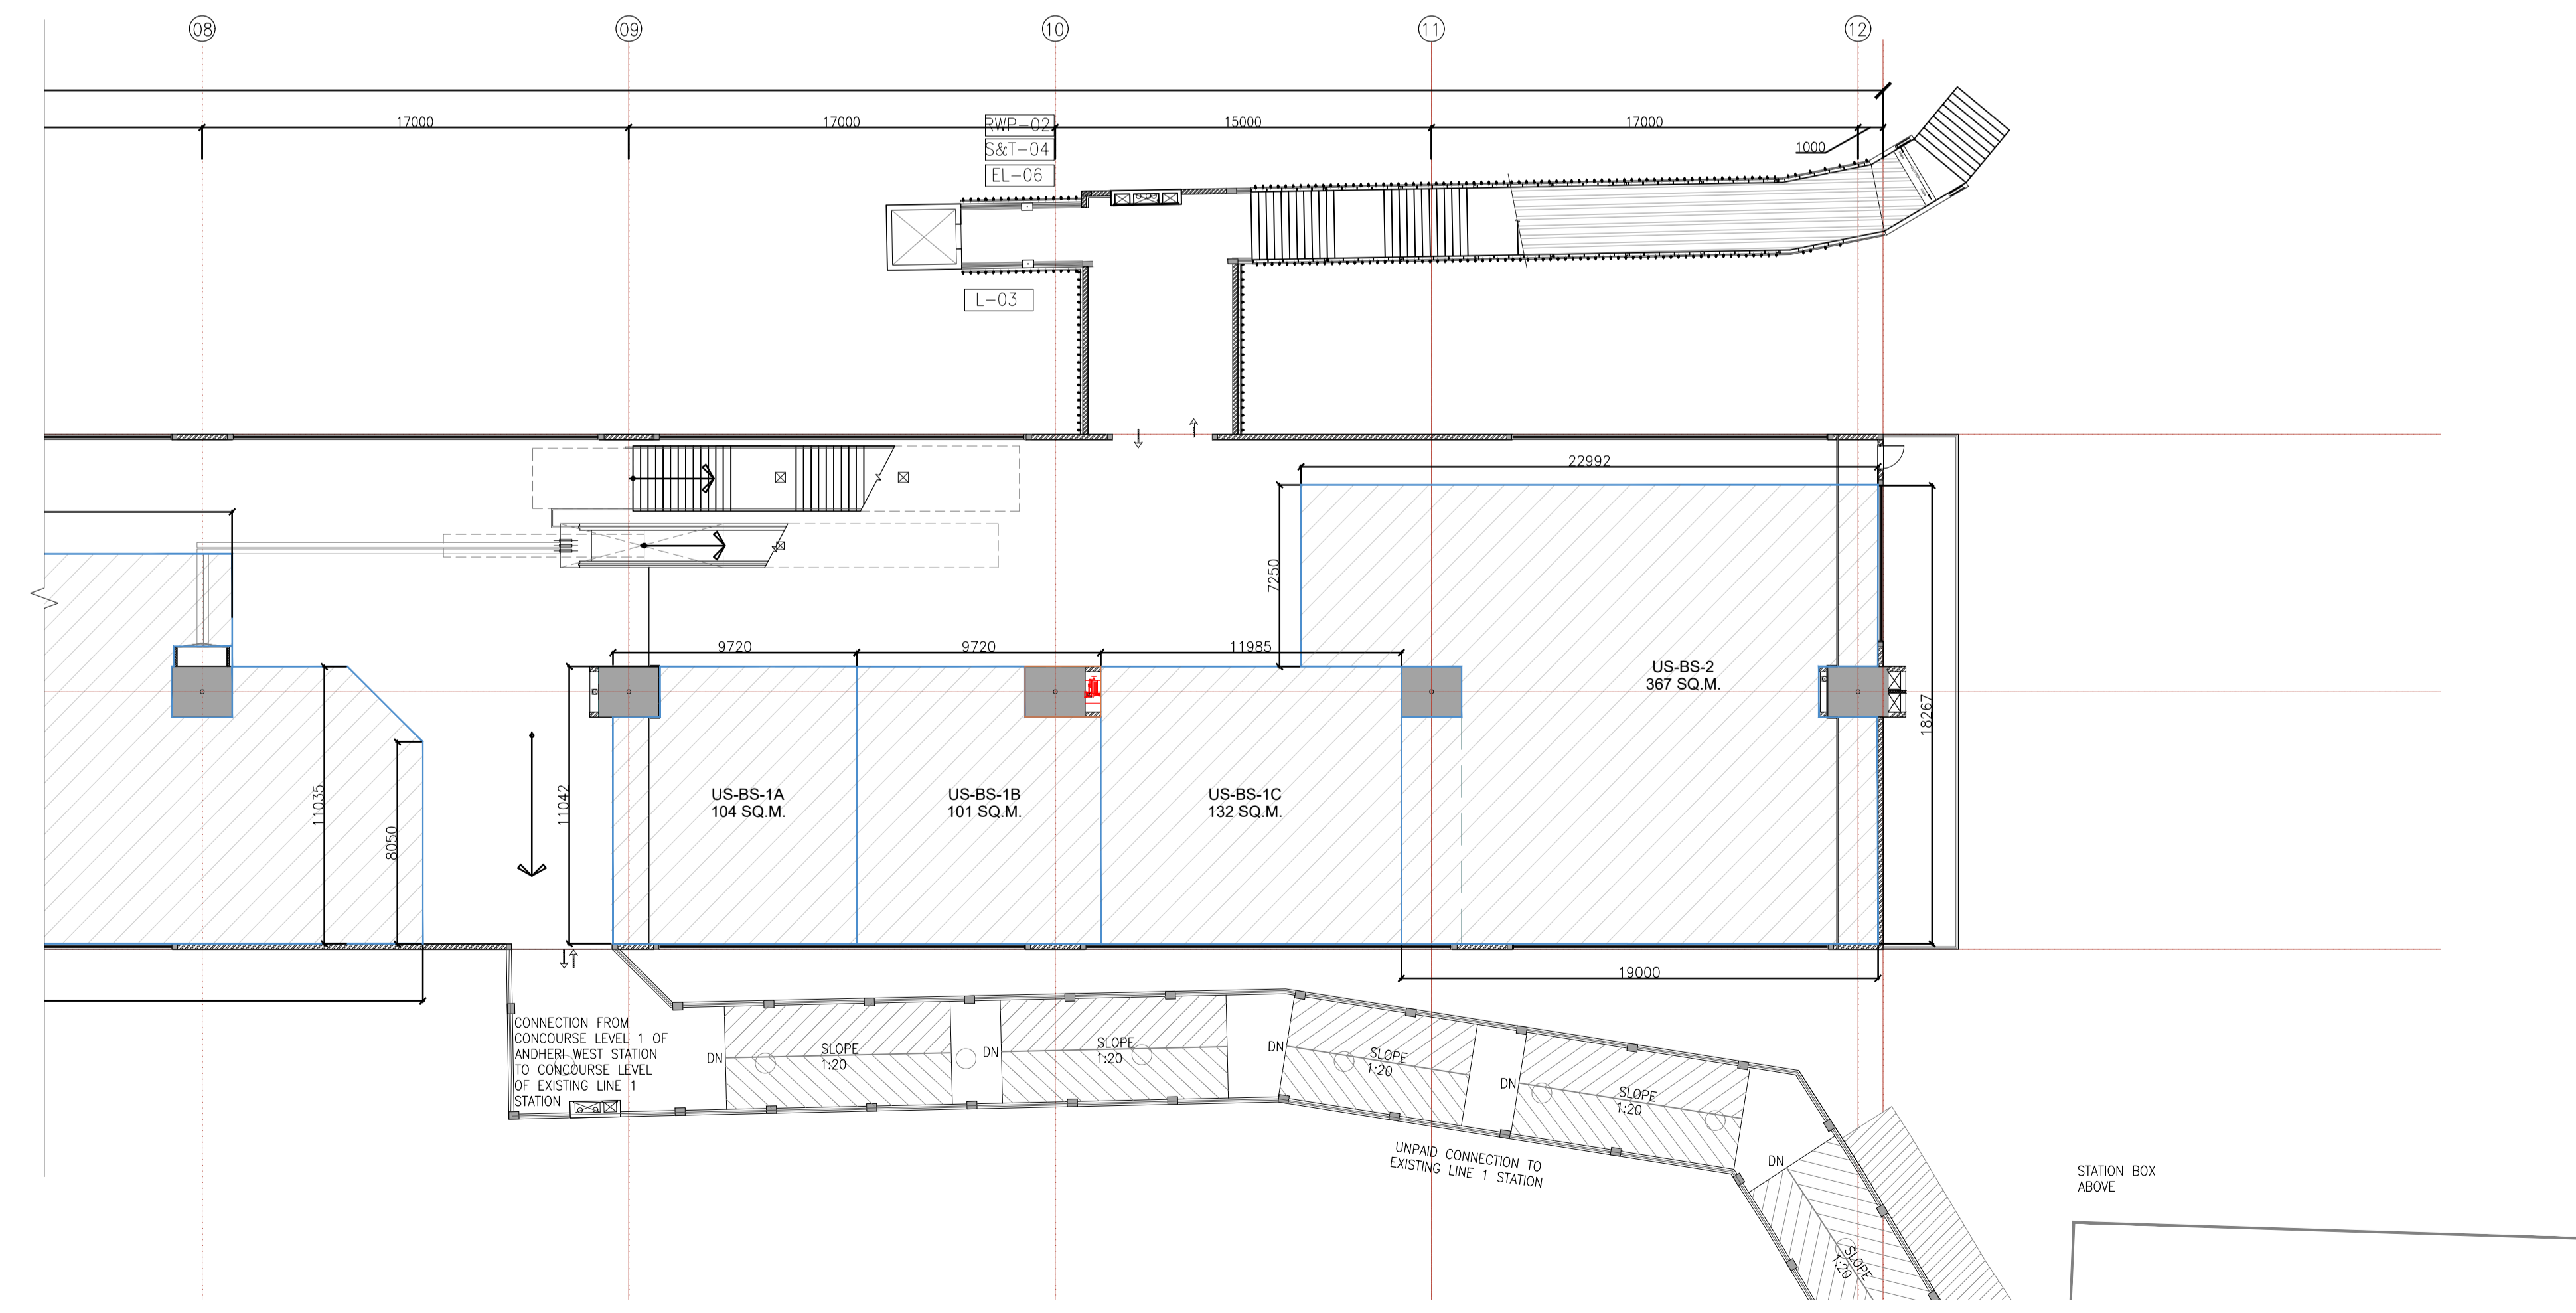 08
09
10
11
12
17000
17000
15000
17000
1000
RWP-02
S&T-04
EL-06
L-03
22992
7250
9720
9720
11985
US-BS-2
367 SQ.M.
18267
11035
8050
11042
US-BS-1A
104 SQ.M.
US-BS-1B
101 SQ.M.
US-BS-1C
132 SQ.M.
19000
CONNECTION FROM
CONCOURSE LEVEL 1 OF
ANDHERI WEST STATION
TO CONCOURSE LEVEL
OF EXISTING LINE 1
STATION
DN
SLOPE
1:20
DN
SLOPE
1:20
DN
SLOPE
1:20
DN
SLOPE
1:20
DN
SLOPE
1:20
UNPAID CONNECTION TO
EXISTING LINE 1 STATION
STATION BOX
ABOVE